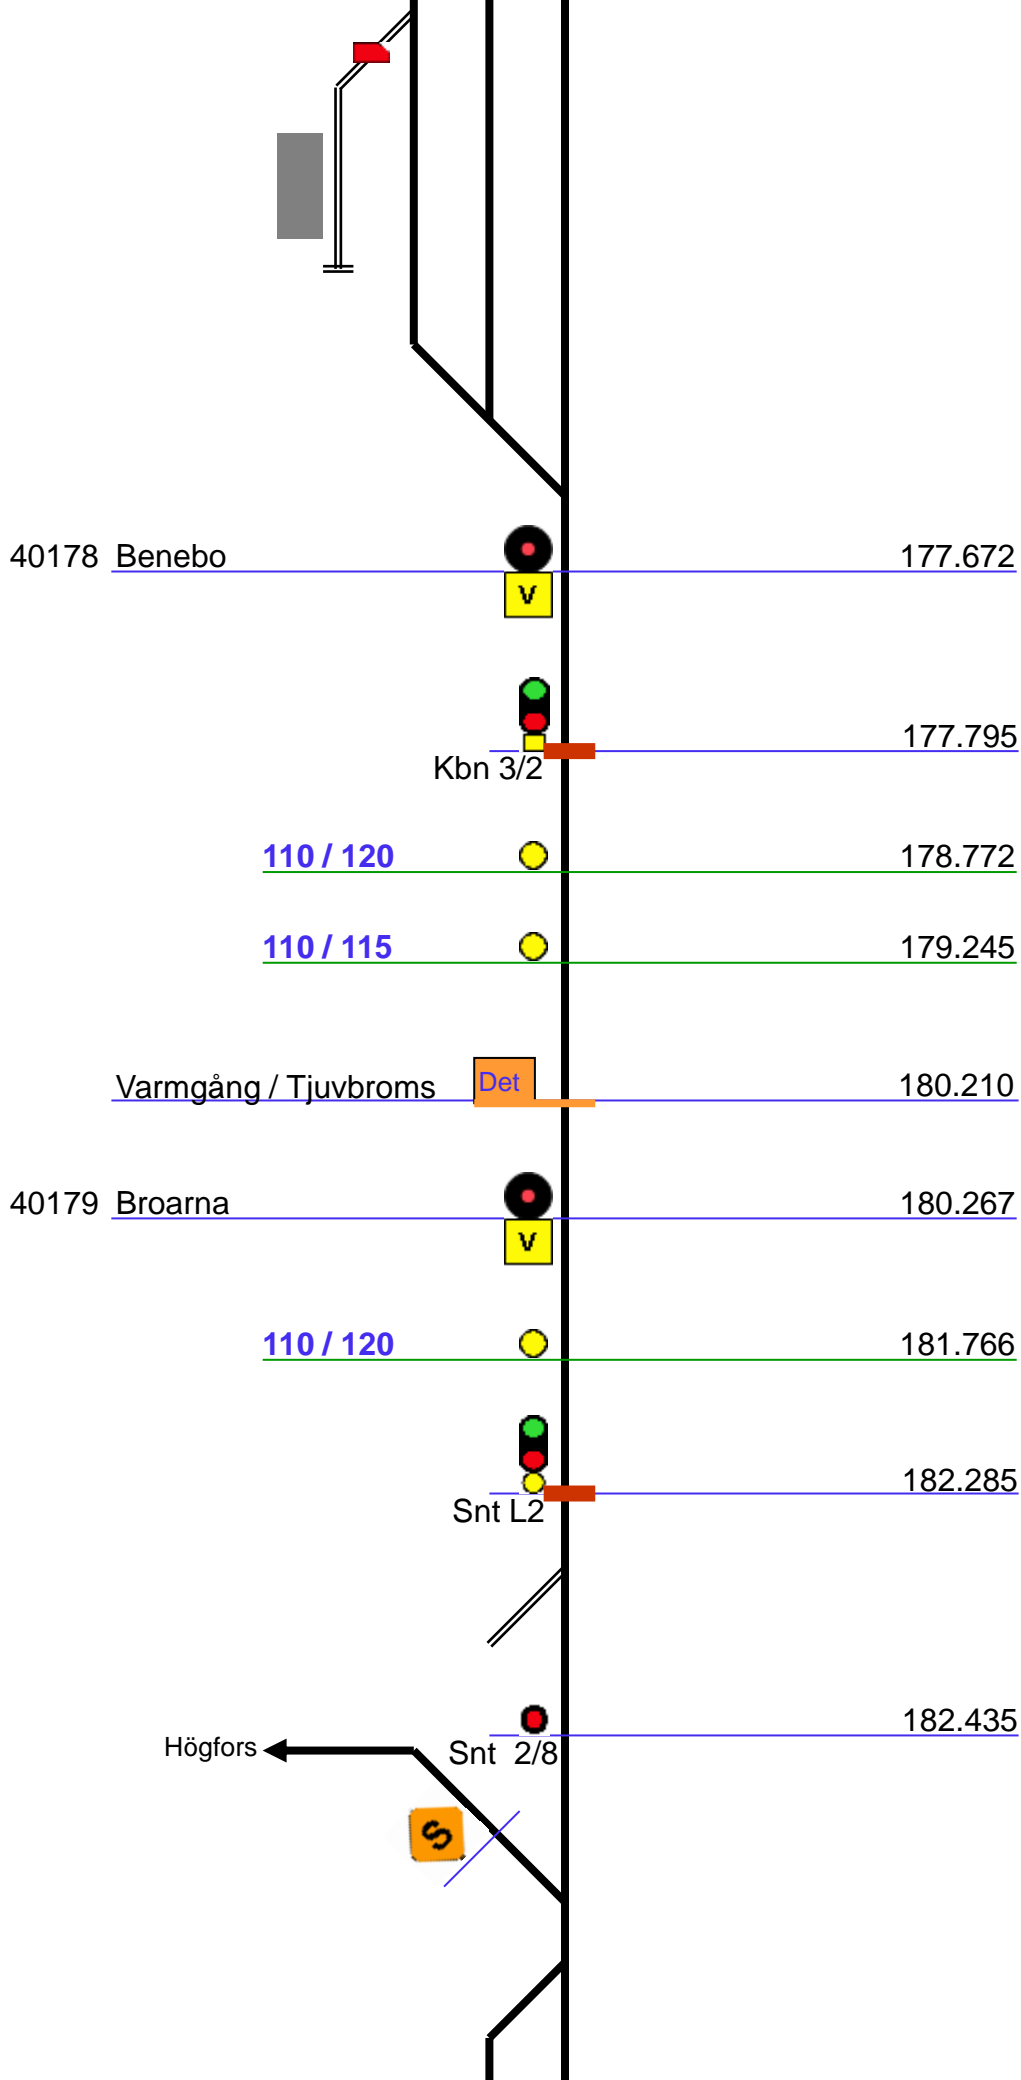 40178 Benebo 177.672
V
177.795
Kbn 3/2
110 / 120 178.772
110 / 115 179.245
Varmgång / Tjuvbroms Det 180.210
40179 Broarna 180.267
V
110 / 120 181.766
182.285
Snt L2
182.435
Högfors Snt 2/8
S